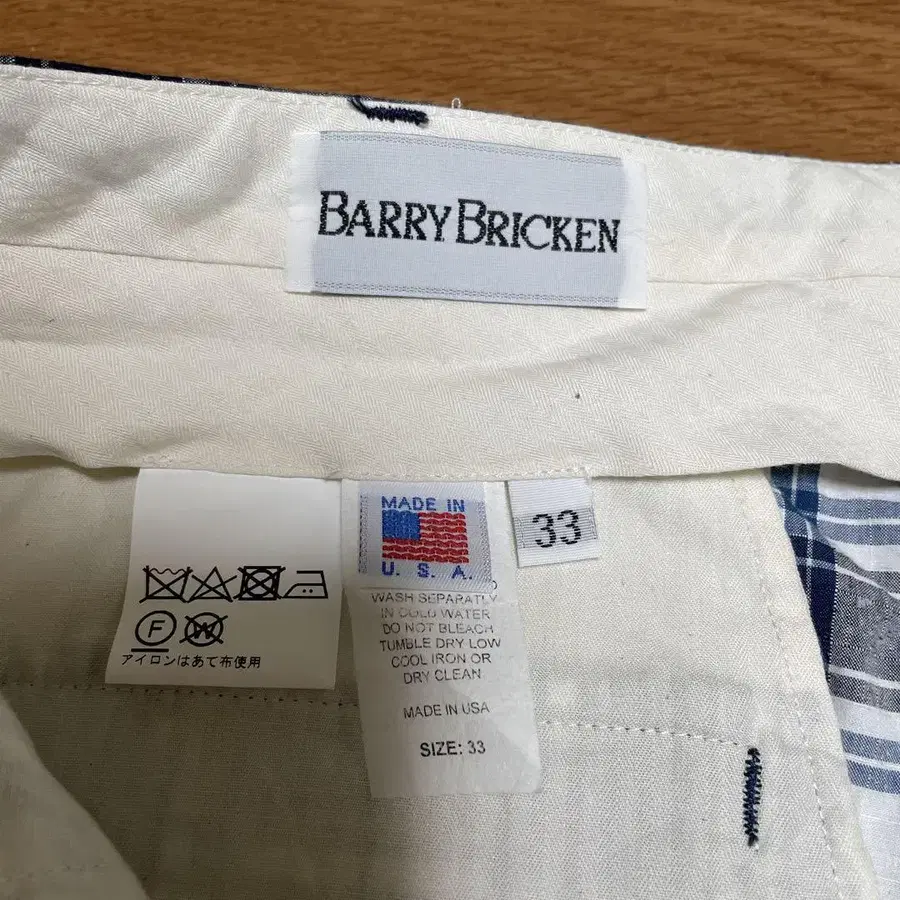 BARRY BRICKEN
MADE IN
U. S. A.
33
WASH SEPARATLY
IN COLD WATER
DO NOT BLEACH
TUMBLE DRY LOW
COOL IRON OR
DRY CLEAN
MADE IN USA
SIZE: 33
F
W
アイロンはあて布使用